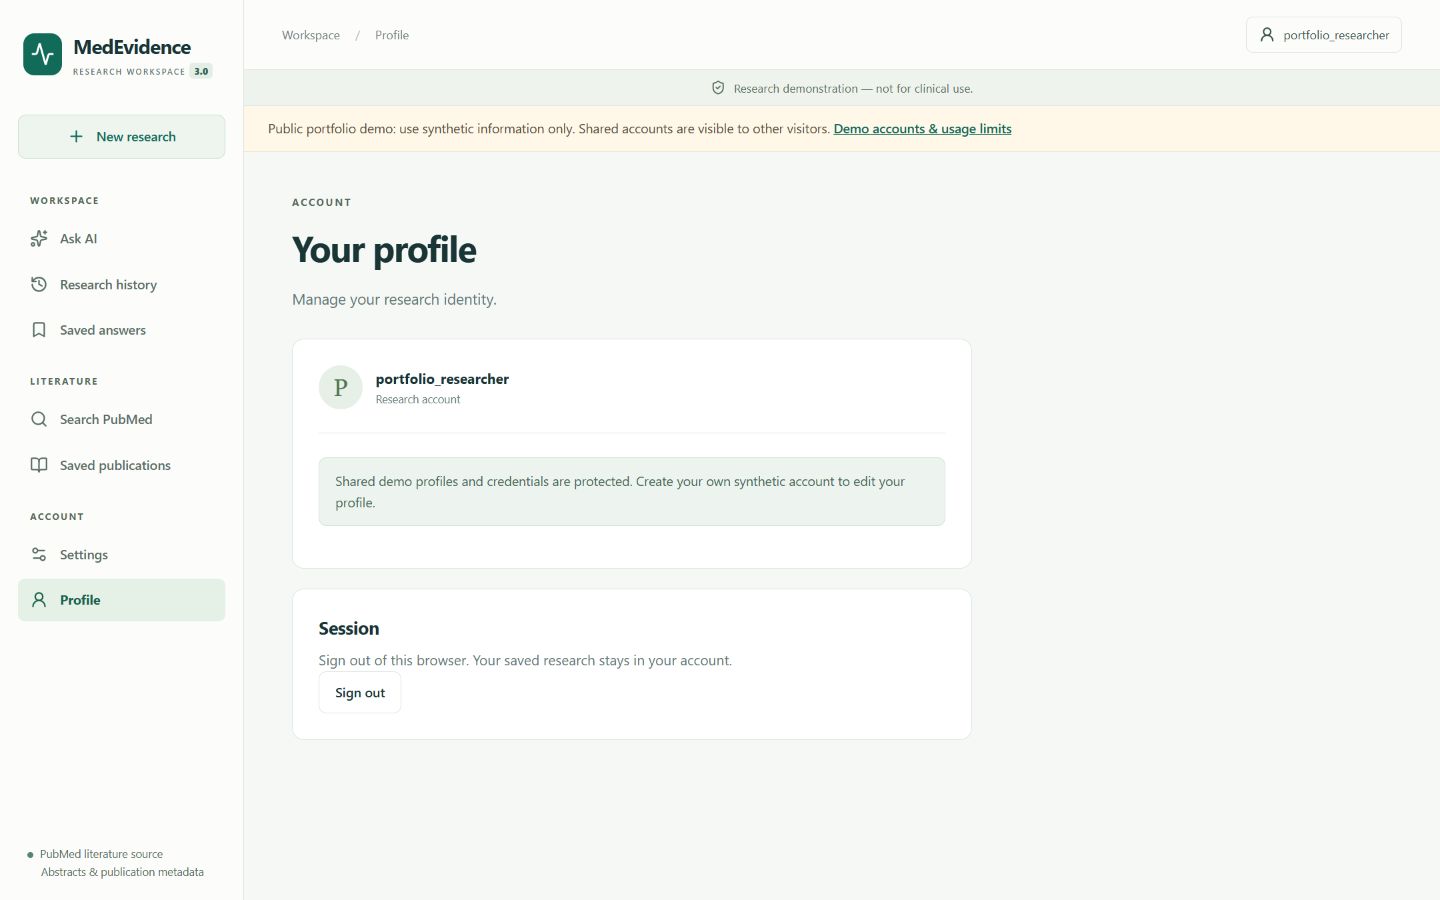 MedEvidence
RESEARCH WORKSPACE 3.0
New research
WORKSPACE
Ask AI
Research history
Saved answers
LITERATURE
Search PubMed
Saved publications
ACCOUNT
Settings
Profile
PubMed literature source
Abstracts & publication metadata
Workspace / Profile
portfolio_researcher
Research demonstration — not for clinical use.
Public portfolio demo: use synthetic information only. Shared accounts are visible to other visitors. Demo accounts & usage limits
ACCOUNT
Your profile
Manage your research identity.
P
portfolio_researcher
Research account
Shared demo profiles and credentials are protected. Create your own synthetic account to edit your
profile.
Session
Sign out of this browser. Your saved research stays in your account.
Sign out